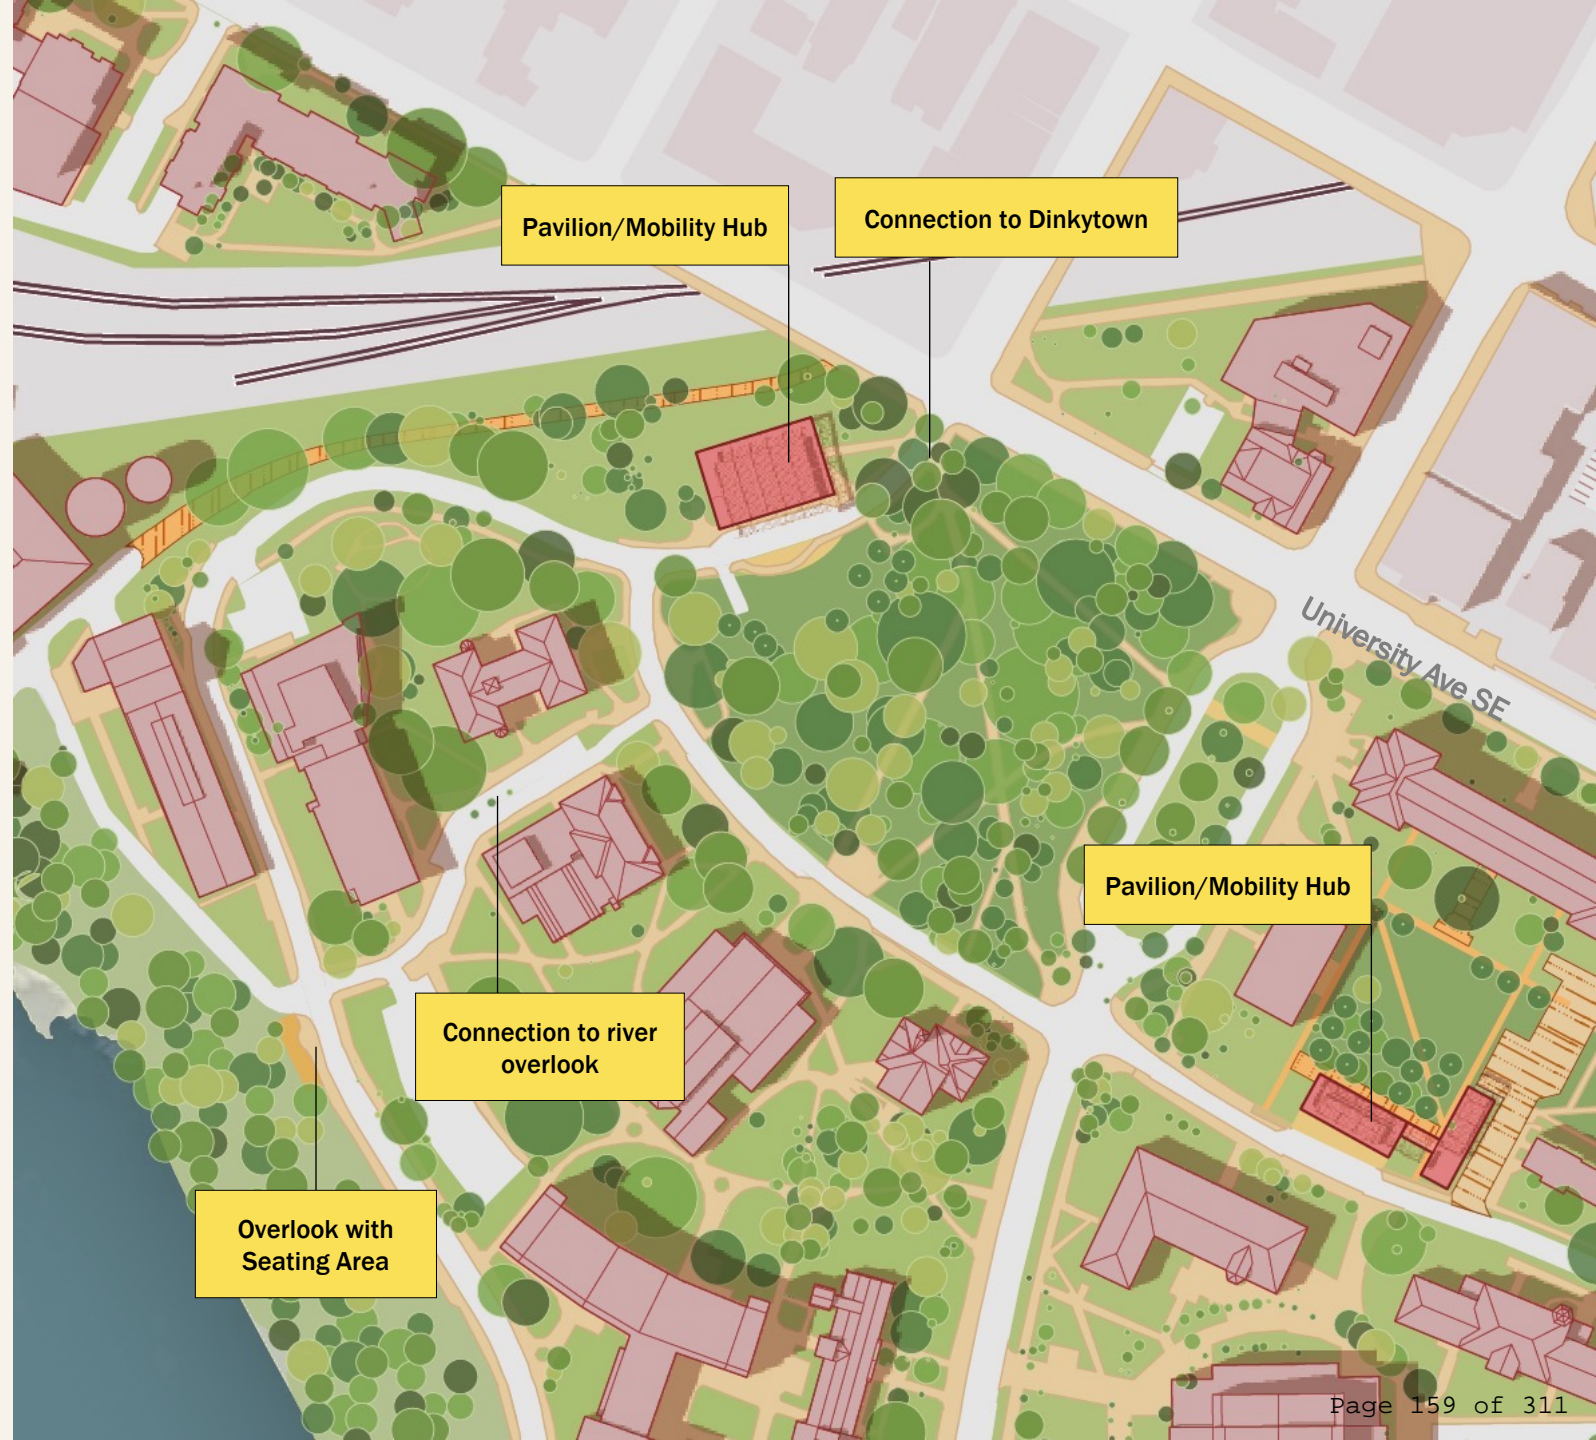 Pavilion/Mobility Hub
Connection to Dinkytown
University Ave SE
Pavilion/Mobility Hub
Connection to river
overlook
Overlook with
Seating Area
Page 159 of 311